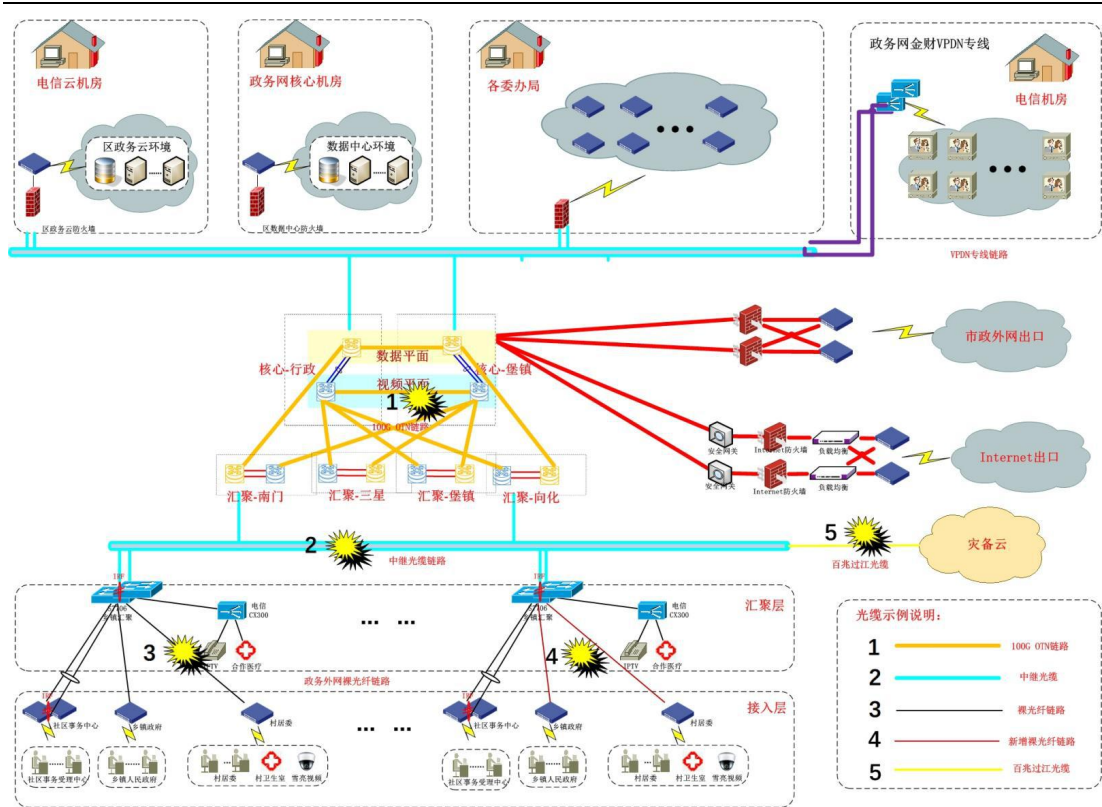 政务网金财VPDN专线
电信云机房
政务网核心机房
各委办局
电信机房
区政务云环境
数据中心环境
区政务云防火墙
区数据中心防火墙
VPDN专线链路
市政外网出口
数据平面
核心-行政
核心-堡镇
视频平面
1
100G OTN链路
安全网关
Internet防火墙
负载均衡
Internet出口
安全网关
Internet防火墙
负载均衡
汇聚-南门
汇聚-三星
汇聚-堡镇
汇聚-向化
2
中继光缆链路
5
百兆过江光缆
灾备云
IRF
乡镇汇聚
电信
CX300
IRF
乡镇汇聚
电信
CX300
汇聚层
3
IPTV
合作医疗
4
IPTV
合作医疗
政务外网裸光纤链路
接入层
IRF
社区事务中心
乡镇政府
村居委
IRF
社区事务中心
乡镇政府
村居委
社区事务受理中心
乡镇人民政府
村居委
村卫生室
雪亮视频
社区事务受理中心
乡镇人民政府
村居委
村卫生室
雪亮视频
光缆示例说明：
1
100G OTN链路
2
中继光缆
3
裸光纤链路
4
新增裸光纤链路
5
百兆过江光缆